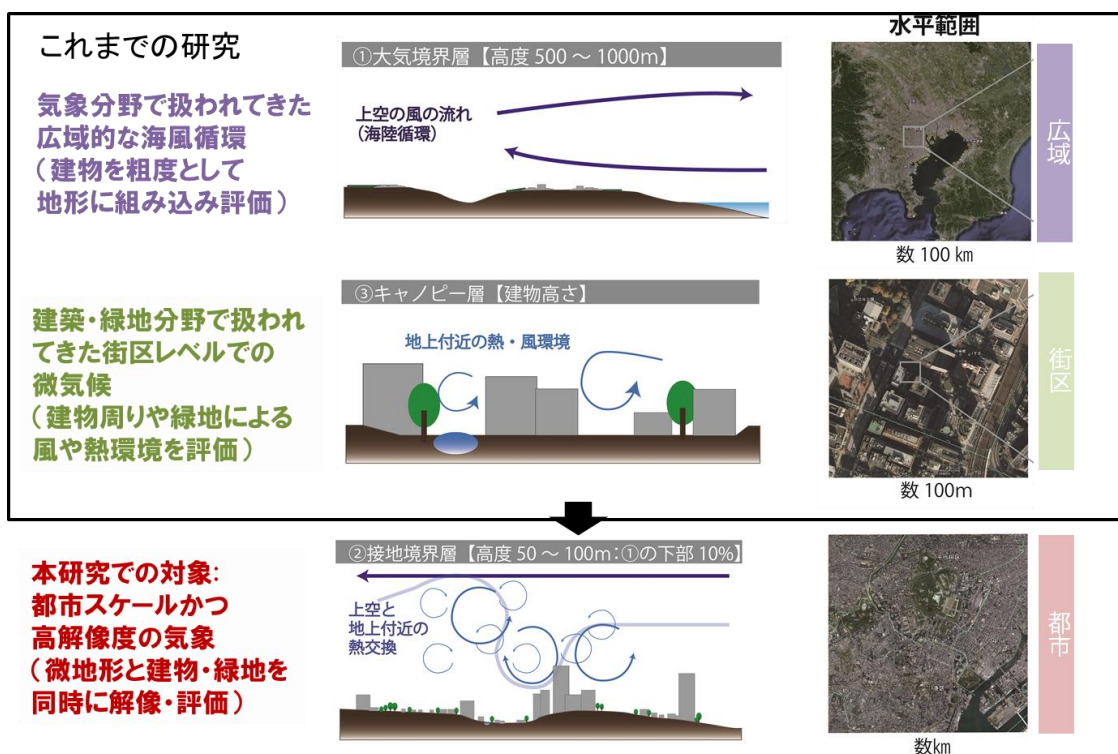 これまでの研究
気象分野で扱われてきた
広域的な海風循環
(建物を粗度として
地形に組み込み評価)
①大気境界層【高度 500 ～ 1000m】
上空の風の流れ
(海陸循環)
水平範囲
広域
数 100 ㎞
建築・緑地分野で扱われ
てきた街区レベルでの
微気候
(建物周りや緑地による
風や熱環境を評価)
③キャノピー層【建物高さ】
地上付近の熱・風環境
街区
数 100m
本研究での対象:
都市スケールかつ
高解像度の気象
(微地形と建物・緑地を
同時に解像・評価)
②接地境界層【高度 50 ～ 100m:①の下部 10%】
上空と
地上付近の
熱交換
都市
数㎞